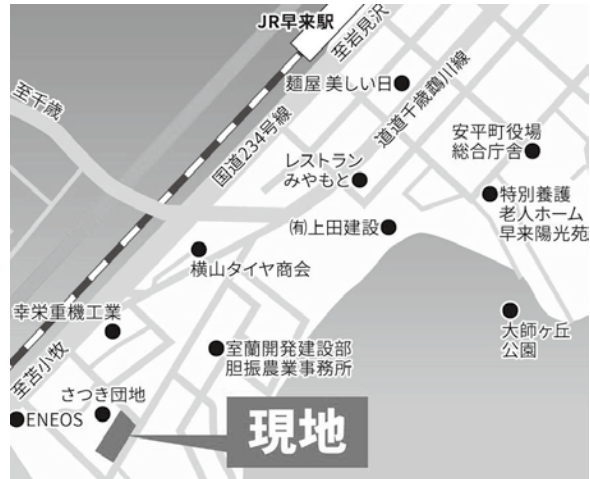 JR早来駅
至岩見沢
麺屋 美しい日
至千歳
国道234号線
道道千歳鵡川線
安平町役場
総合庁舎
レストラン
みやもと
特別養護
老人ホーム
早来陽光苑
㈲上田建設
横山タイヤ商会
幸栄重機工業
大師ヶ丘
公園
室蘭開発建設部
胆振農業事務所
至苫小牧
さつき団地
ENEOS
現地